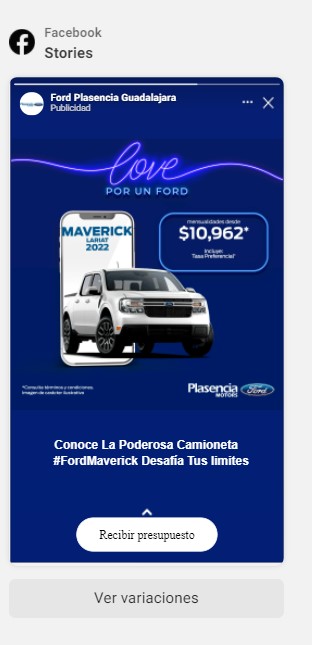 Facebook
Stories
Ford Plasencia Guadalajara
Publicidad
love
POR UN FORD
MAVERICK
LARIAT
2022
mensualidades desde
$10,962*
Incluye:
Tasa Preferencial*
*Consulta términos y condiciones.
Imagen de carácter ilustrativo
Plasencia
MOTORS
Ford
Conoce La Poderosa Camioneta
#FordMaverick Desafía Tus limites
Recibir presupuesto
Ver variaciones